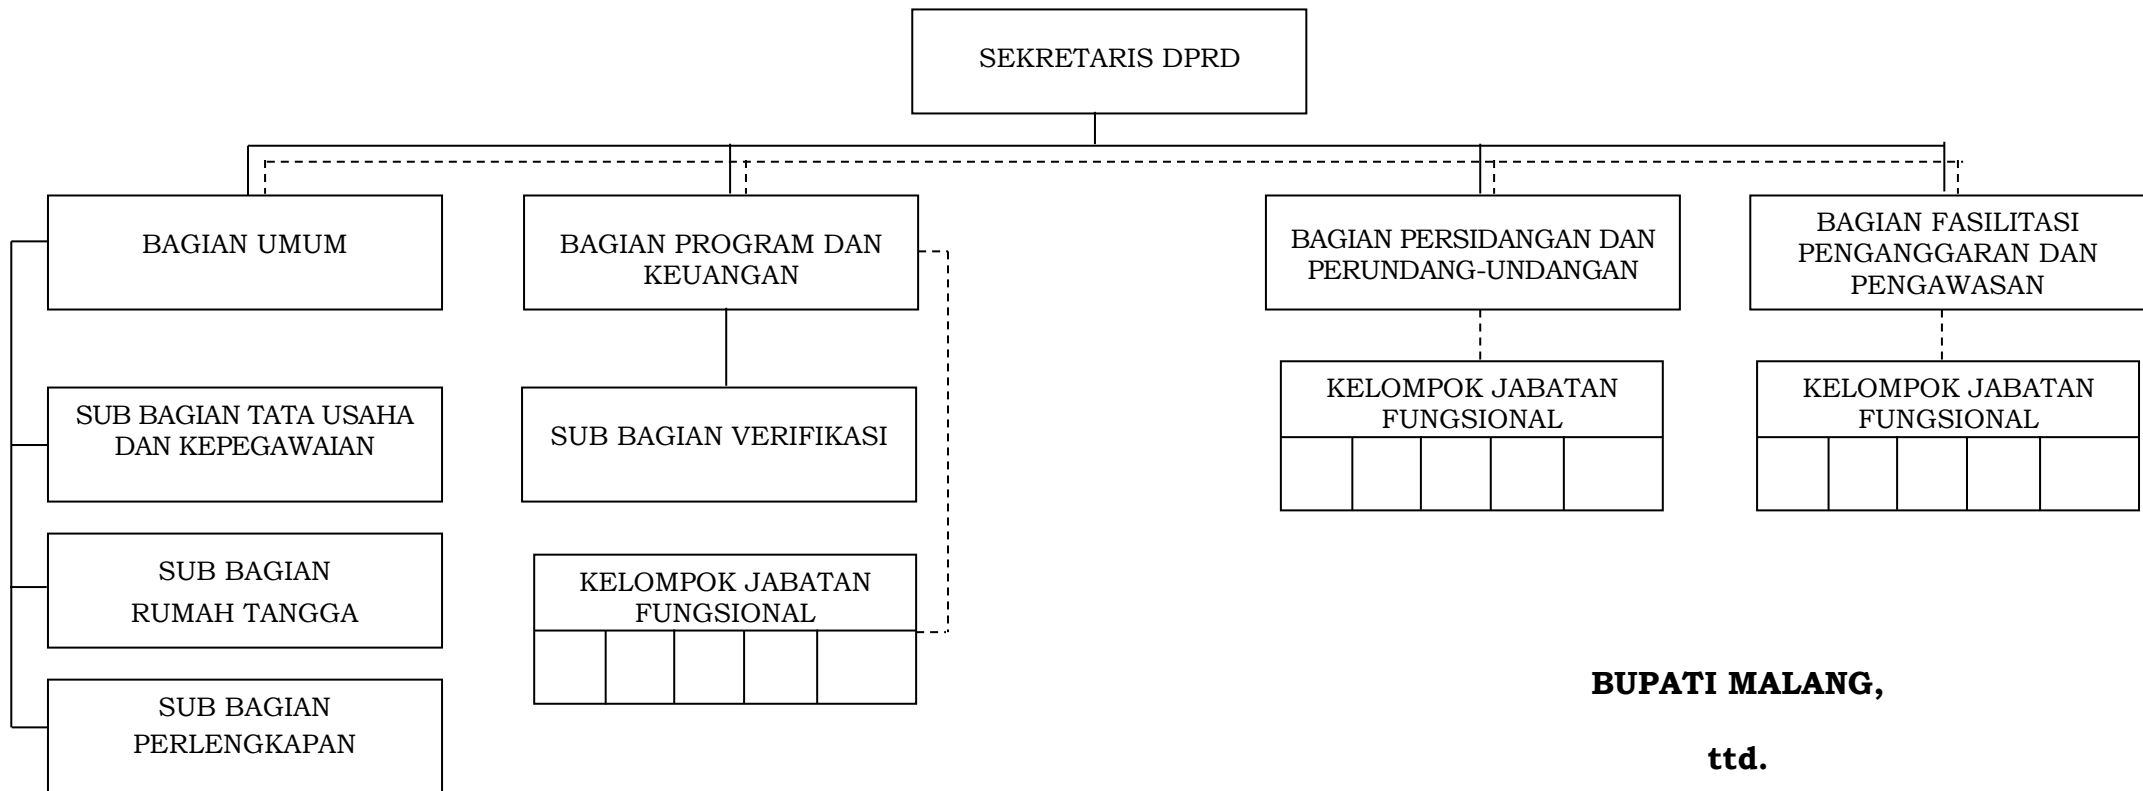 SEKRETARIS DPRD
BAGIAN UMUM
BAGIAN PROGRAM DAN
KEUANGAN
BAGIAN PERSIDANGAN DAN
PERUNDANG-UNDANGAN
BAGIAN FASILITASI
PENGANGGARAN DAN
PENGAWASAN
SUB BAGIAN TATA USAHA
DAN KEPEGAWAIAN
SUB BAGIAN VERIFIKASI
KELOMPOK JABATAN
FUNGSIONAL
KELOMPOK JABATAN
FUNGSIONAL
SUB BAGIAN
RUMAH TANGGA
KELOMPOK JABATAN
FUNGSIONAL
SUB BAGIAN
PERLENGKAPAN
BUPATI MALANG,
ttd.